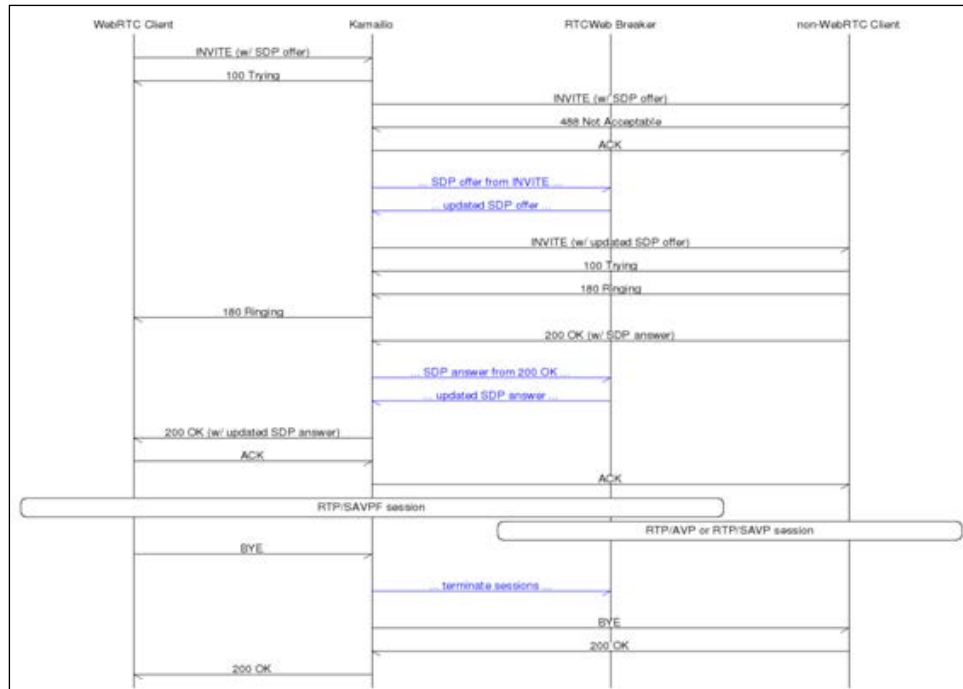 WebRTC Client
Kamailio
RTCWeb Breaker
non-WebRTC Client
INVITE (w/ SDP offer)
100 Trying
INVITE (w/ SDP offer)
488 Not Acceptable
ACK
... SDP offer from INVITE ...
... updated SDP offer ...
INVITE (w/ updated SDP offer)
100 Trying
180 Ringing
180 Ringing
200 OK (w/ SDP answer)
... SDP answer from 200 OK ...
... updated SDP answer ...
200 OK (w/ updated SDP answer)
ACK
ACK
RTP/SAVPF session
RTP/AVP or RTP/SAVP session
BYE
... terminate sessions ...
BYE
200 OK
200 OK